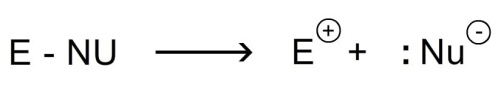 E - NU ⟶ E⊕ + :Nu⊖